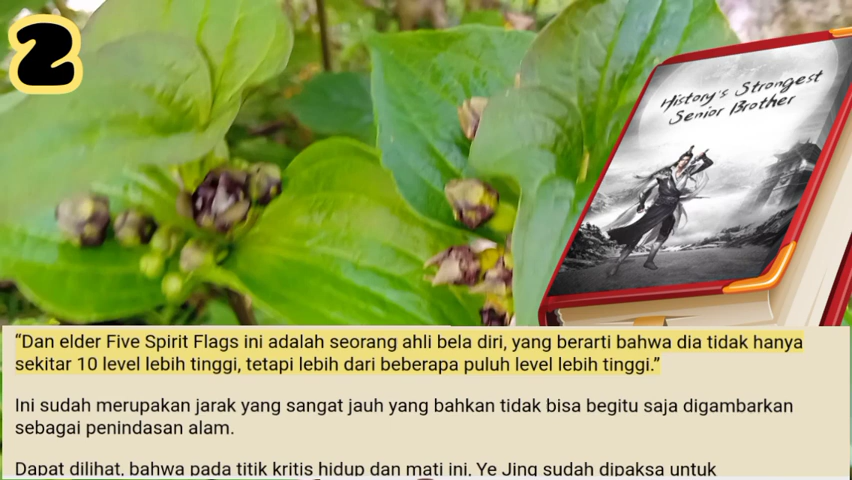 2
History's Strongest
Senior Brother
“Dan elder Five Spirit Flags ini adalah seorang ahli bela diri, yang berarti bahwa dia tidak hanya
sekitar 10 level lebih tinggi, tetapi lebih dari beberapa puluh level lebih tinggi.”
Ini sudah merupakan jarak yang sangat jauh yang bahkan tidak bisa begitu saja digambarkan
sebagai penindasan alam.
Dapat dilihat, bahwa pada titik kritis hidup dan mati ini, Ye Jing sudah dipaksa untuk